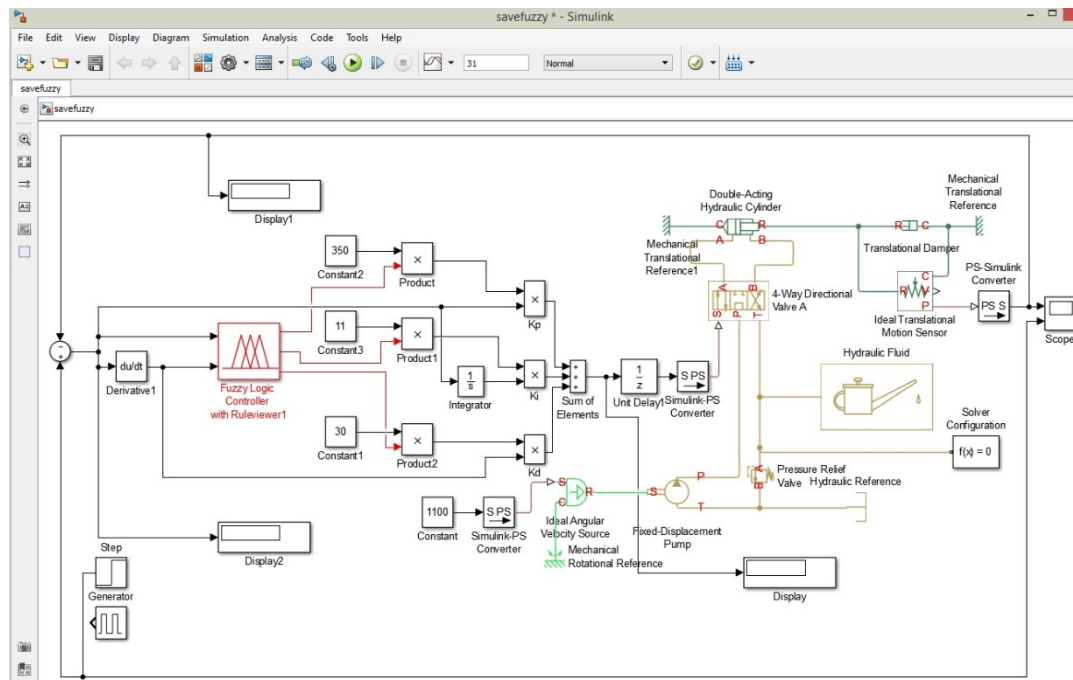 savefuzzy * - Simulink
File Edit View Display Diagram Simulation Analysis Code Tools Help
31
Normal
savefuzzy
savefuzzy
Display1
350
Constant2
Product
11
Constant3
Product1
30
Constant1
Product2
Kp
Ki
Kd
du/dt
Derivative1
Fuzzy Logic
Controller
with Ruleviewer1
1
s
Integrator
Sum of
Elements
1
z
Unit Delay1
S PS
Simulink-PS
Converter
Double-Acting
Hydraulic Cylinder
C R
A B
Mechanical
Translational
Reference1
Mechanical
Translational
Reference
R C
Translational Damper
A B
S P T
4-Way Directional
Valve A
C
R V
P
Ideal Translational
Motion Sensor
PS-Simulink
Converter
PS S
Scope
Hydraulic Fluid
Solver
Configuration
f(x) = 0
A
B
Pressure Relief
Valve
Hydraulic Reference
P
S
T
Fixed-Displacement
Pump
S
R
C
Ideal Angular
Velocity Source
Mechanical
Rotational Reference
1100
Constant
S PS
Simulink-PS
Converter
Display2
Display
Step
Generator